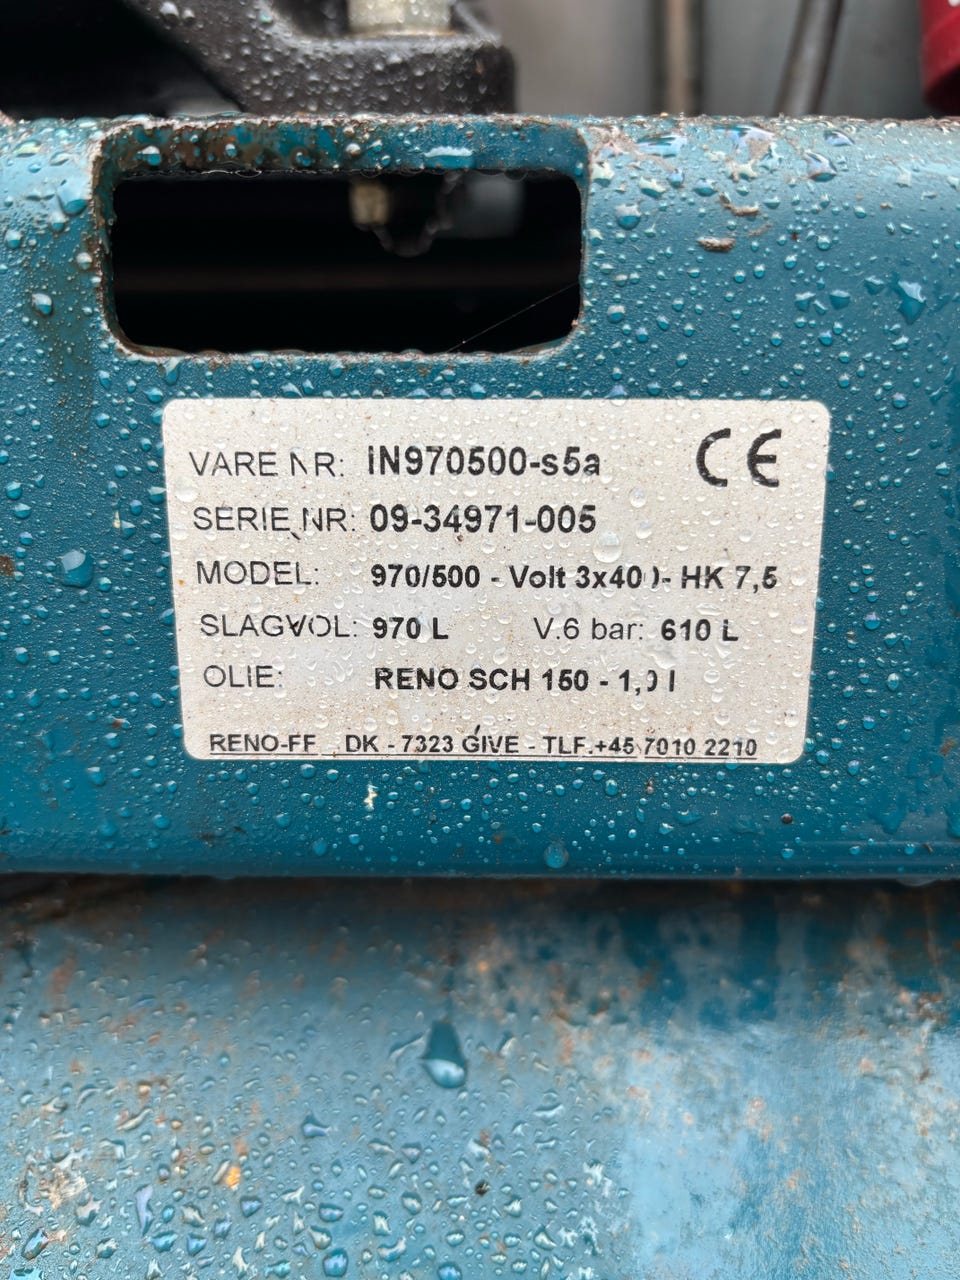 VARE NR: IN970500-s5a CE
SERIE NR: 09-34971-005
MODEL: 970/500 - Volt 3x400- HK 7,5
SLAGVOL: 970 L V.6 bar: 610 L
OLIE: RENO SCH 150 - 1,0 l
RENO-FF DK - 7323 GIVE - TLF.+45 7010 2210